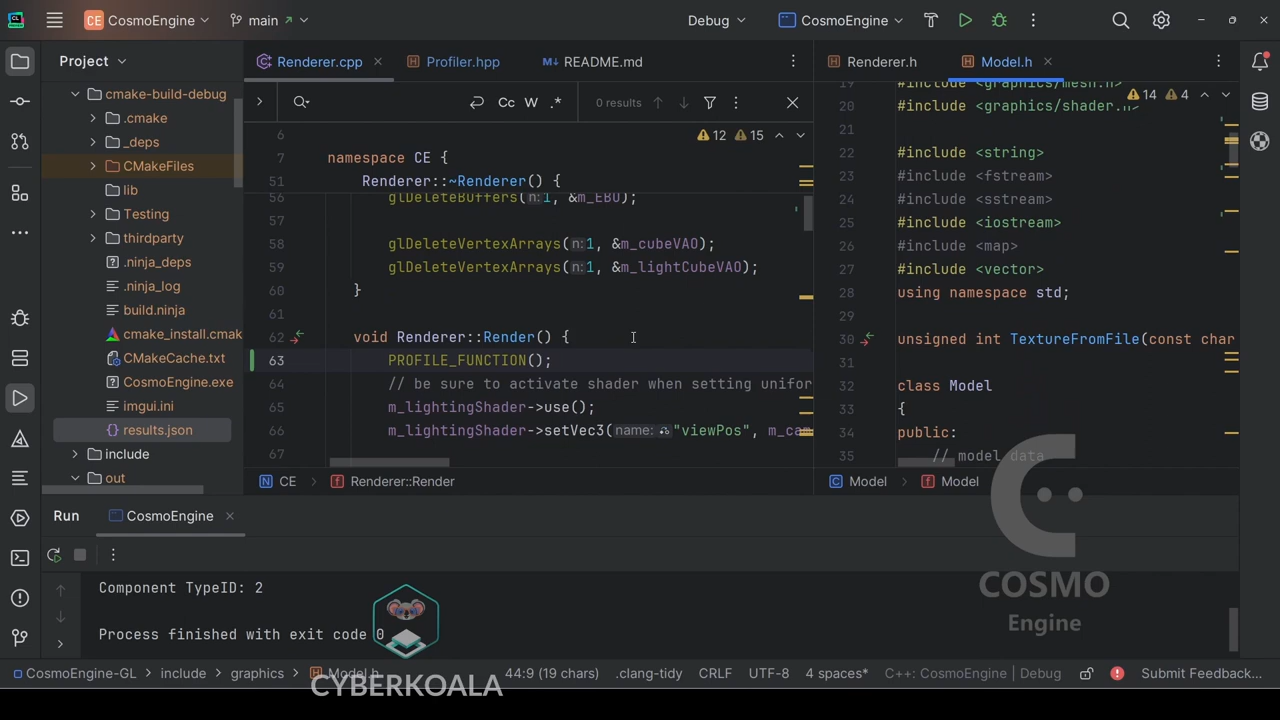 CE CosmoEngine main Debug CosmoEngine
Project
Renderer.cpp Profiler.hpp README.md
Renderer.h Model.h
Cc W .* 0 results
cmake-build-debug
.cmake
_deps
CMakeFiles
lib
Testing
thirdparty
.ninja_deps
.ninja_log
build.ninja
cmake_install.cmak
CMakeCache.txt
CosmoEngine.exe
imgui.ini
results.json
include
out
12 15
6
7 namespace CE {
51 Renderer::~Renderer() {
56 glDeleteBuffers(n:1, &m_EBO);
57
58 glDeleteVertexArrays(n:1, &m_cubeVAO);
59 glDeleteVertexArrays(n:1, &m_lightCubeVAO);
60 }
61
62 void Renderer::Render() {
63 PROFILE_FUNCTION();
64 // be sure to activate shader when setting unifor
65 m_lightingShader->use();
66 m_lightingShader->setVec3(name: "viewPos", m_cam
67
CE Renderer::Render
14 4
19 #include <graphics/mesh.h>
20 #include <graphics/shader.h>
21
22 #include <string>
23 #include <fstream>
24 #include <sstream>
25 #include <iostream>
26 #include <map>
27 #include <vector>
28 using namespace std;
29
30 unsigned int TextureFromFile(const char
31
32 class Model
33 {
34 public:
35 // model data
Model Model
Run CosmoEngine
Component TypeID: 2
Process finished with exit code 0
COSMO
Engine
CosmoEngine-GL include graphics Model.h 44:9 (19 chars) .clang-tidy CRLF UTF-8 4 spaces* C++: CosmoEngine | Debug Submit Feedback...
CYBERKOALA